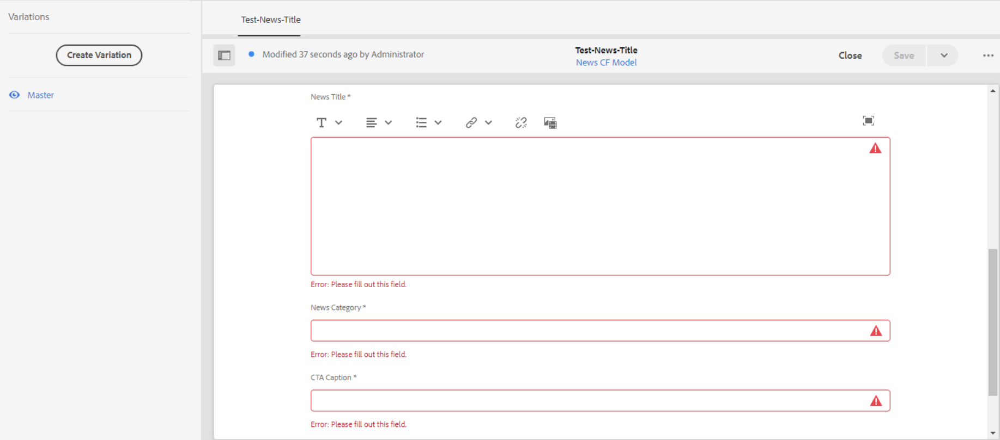 Variations
Create Variation
Master
Test-News-Title
Modified 37 seconds ago by Administrator
Test-News-Title
News CF Model
Close
Save
News Title *
Error: Please fill out this field.
News Category *
Error: Please fill out this field.
CTA Caption *
Error: Please fill out this field.